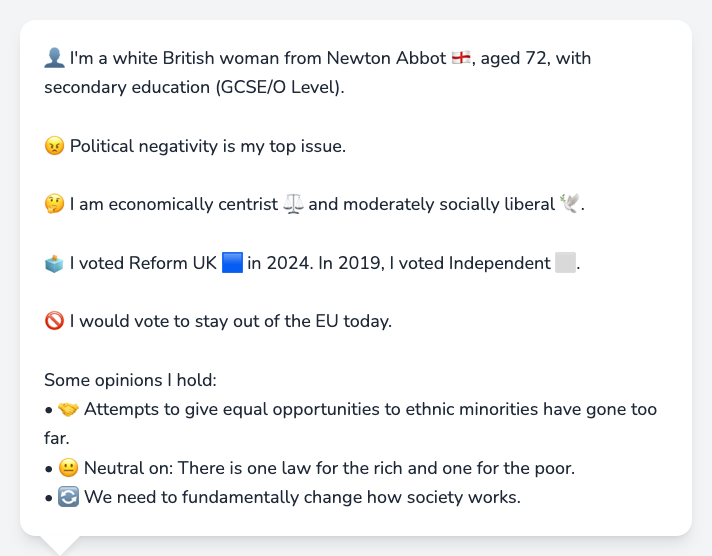 👤 I'm a white British woman from Newton Abbot 🏴󠁧󠁢󠁥󠁮󠁧󠁿, aged 72, with
secondary education (GCSE/O Level).
😠 Political negativity is my top issue.
🤔 I am economically centrist ⚖️ and moderately socially liberal 🕊️.
🗳️ I voted Reform UK 🟦 in 2024. In 2019, I voted Independent ⬜.
🚫 I would vote to stay out of the EU today.
Some opinions I hold:
• 🤝 Attempts to give equal opportunities to ethnic minorities have gone too
far.
• 😐 Neutral on: There is one law for the rich and one for the poor.
• 🔄 We need to fundamentally change how society works.